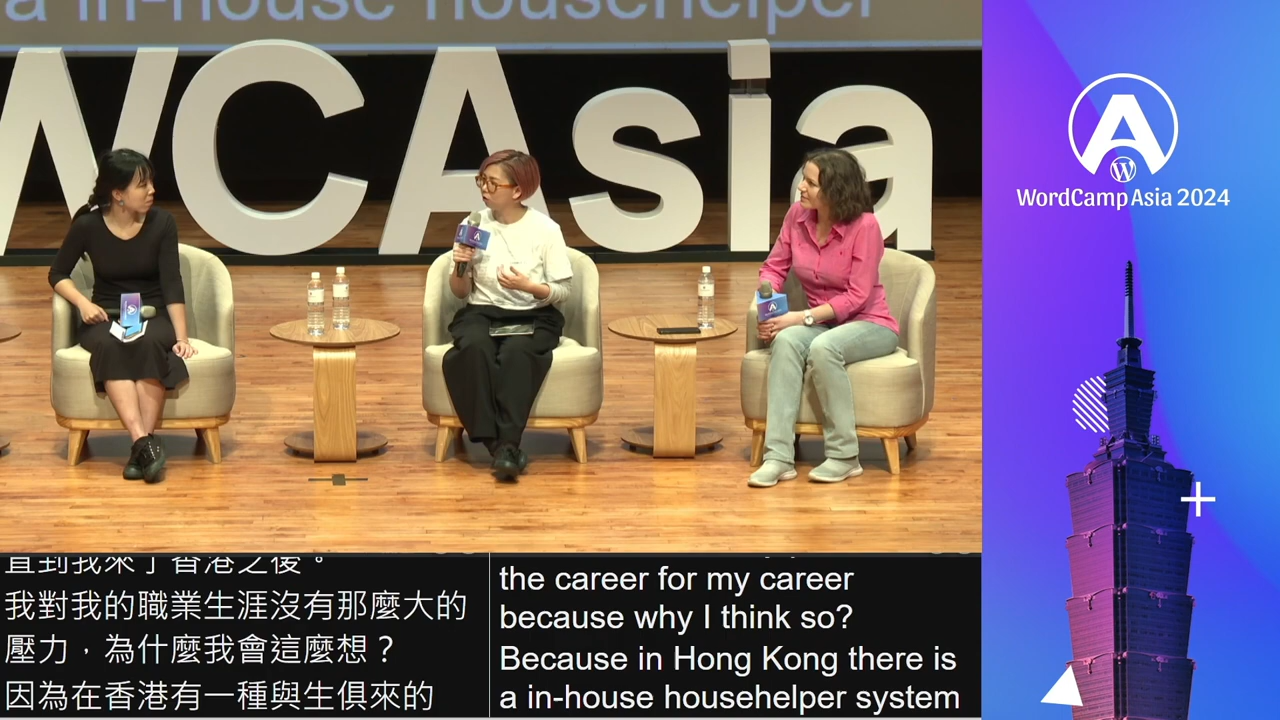 a in-house househelper
WCAsia
WordCamp Asia 2024
直到我來了香港之後。
我對我的職業生涯沒有那麼大的
壓力，為什麼我會這麼想？
因為在香港有一種與生俱來的
the career for my career
because why I think so?
Because in Hong Kong there is
a in-house househelper system